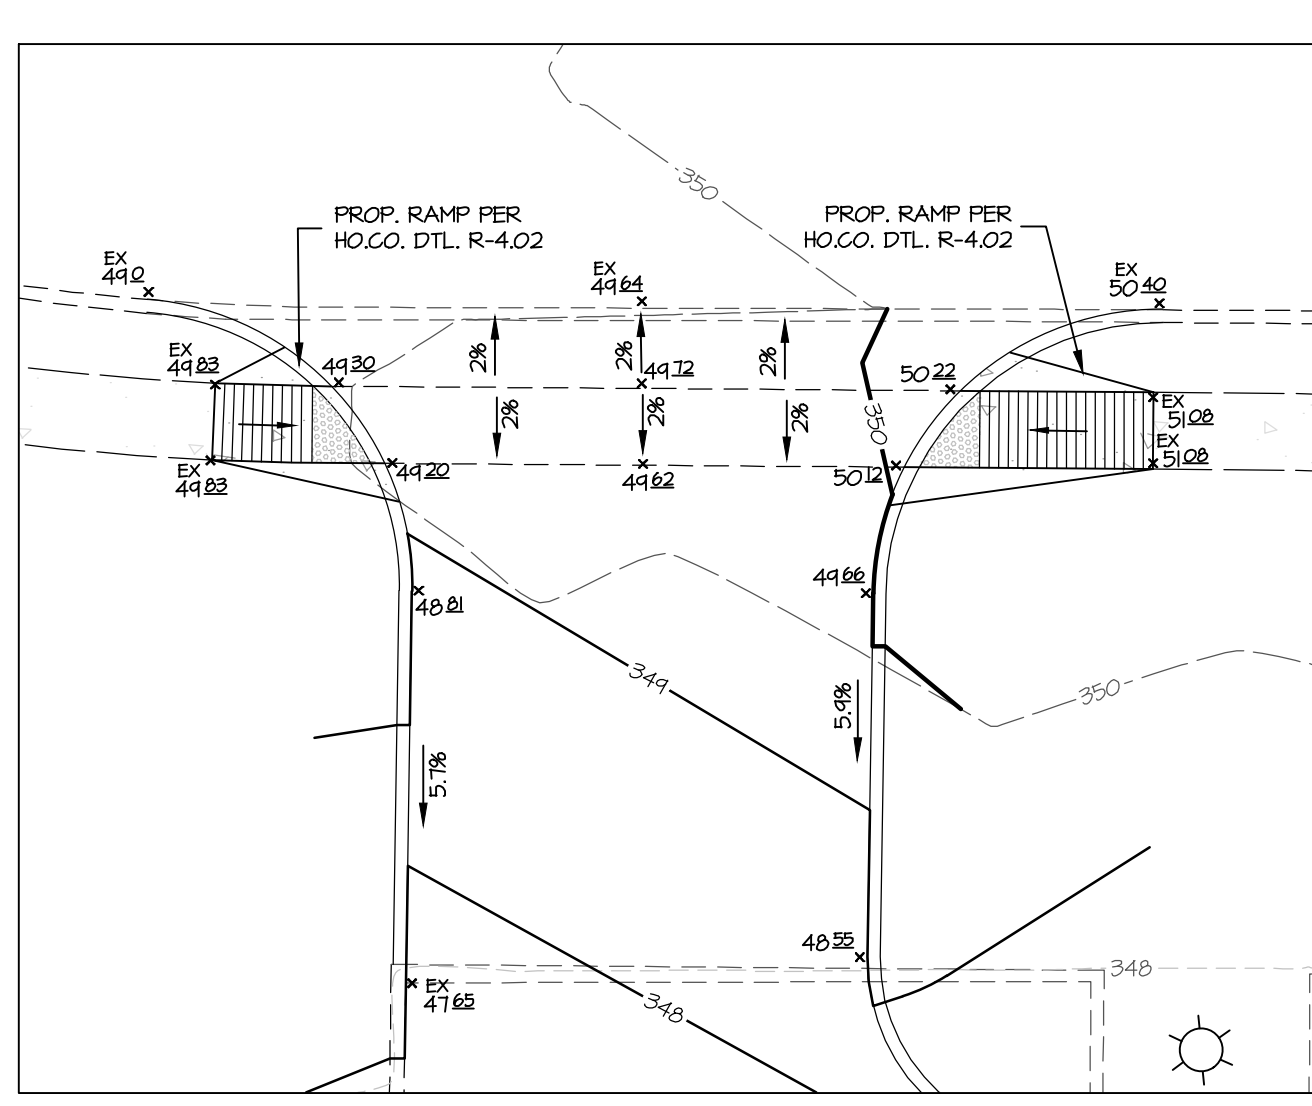 350
PROP. RAMP PER
HO.CO. DTL. R-4.02
PROP. RAMP PER
HO.CO. DTL. R-4.02
EX
49 0
EX
49 64
EX
50 40
EX
49 83
49 30
2%
2%
49 72
2%
50 22
EX
51 08
2%
2%
2%
350
EX
51 08
EX
49 83
49 20
49 62
50 12
49 66
48 81
349
350
5.9%
5.7%
48 55
348
EX
47 65
348